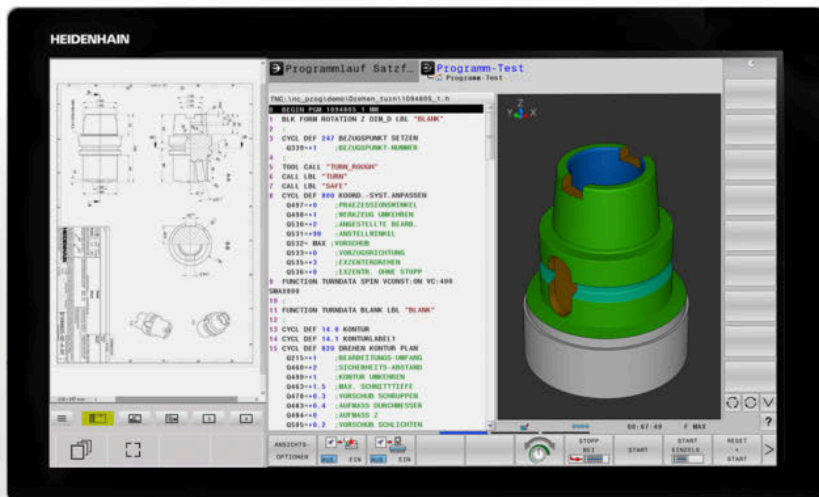 HEIDENHAIN
Programmlauf Satzf…
Programm-Test
Programm-Test
TNC:\nc_prog\demo\Drehen_turn\1094805_1.h
0 BEGIN PGM 1094805_1 MM
1 BLK FORM ROTATION Z DIM_D LBL "BLANK"
2 ;
3 CYCL DEF 247 BEZUGSPUNKT SETZEN
Q339=+1 ;BEZUGSPUNKT-NUMMER
4 ;
5 TOOL CALL "TURN_ROUGH"
6 CALL LBL "TURN"
7 CALL LBL "SAFE"
8 CYCL DEF 800 KOORD.-SYST.ANPASSEN
Q497=+0 ;PRAEZESSIONSWINKEL
Q498=+1 ;WERKZEUG UMKEHREN
Q530=+2 ;ANGESTELLTE BEARB.
Q531=+90 ;ANSTELLWINKEL
Q532= MAX ;VORSCHUB
Q533=+0 ;VORZUGSRICHTUNG
Q535=+3 ;EXZENTERDREHEN
Q536=+0 ;EXZENTR. OHNE STOPP
9 FUNCTION TURNDATA SPIN VCONST:ON VC:400
SMAX800
10 ;
11 FUNCTION TURNDATA BLANK LBL "BLANK"
12 ;
13 CYCL DEF 14.0 KONTUR
14 CYCL DEF 14.1 KONTURLABEL1
15 CYCL DEF 820 DREHEN KONTUR PLAN
Q215=+1 ;BEARBEITUNGS-UMFANG
Q460=+2 ;SICHERHEITS-ABSTAND
Q499=+1 ;KONTUR UMKEHREN
Q463=+1.5 ;MAX. SCHNITTTIEFE
Q478=+0.3 ;VORSCHUB SCHRUPPEN
Q483=+0.4 ;AUFMASS DURCHMESSER
Q484=+0 ;AUFMASS Z
Q505=+0.2 ;VORSCHUB SCHLICHTEN
Z
Y X
00:07:49 F MAX
?
ANSICHTS-
OPTIONEN
AUS EIN
AUS EIN
STOPP
BEI
START
START
EINZELS.
RESET
+
START